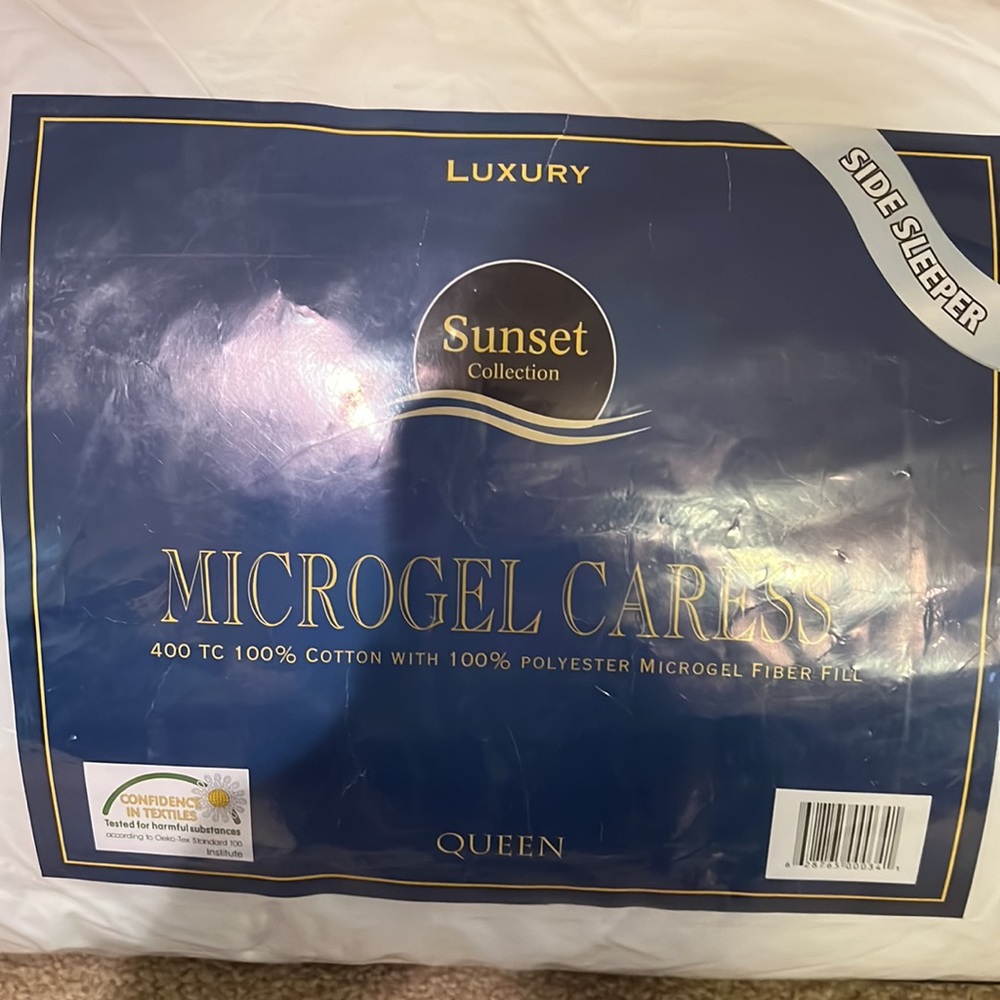 LUXURY
SIDE SLEEPER
Sunset
Collection
MICROGEL CARESS
400 TC 100% COTTON WITH 100% POLYESTER MICROGEL FIBER FILL
CONFIDENCE
IN TEXTILES
Tested for harmful substances
according to Oeko-Tex Standard 100
Institute
QUEEN